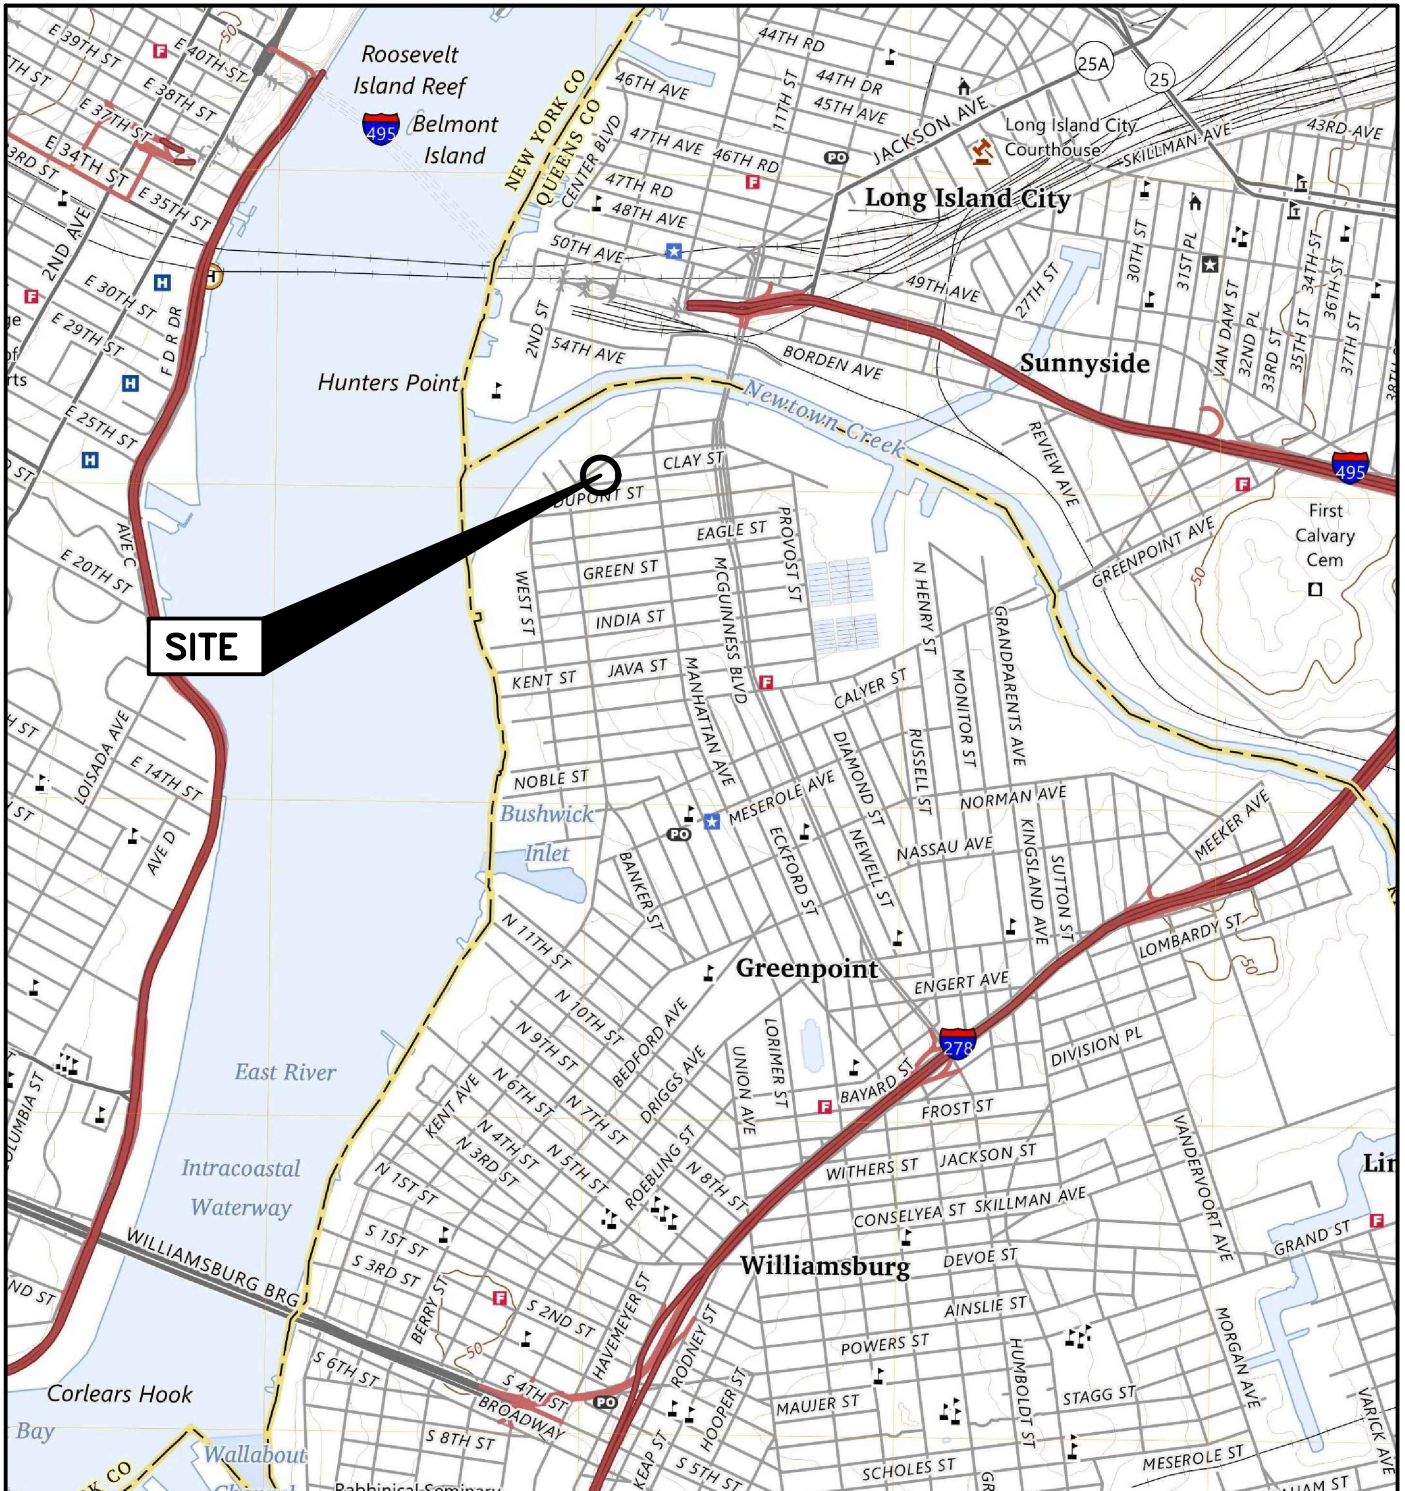 E 39TH ST
E 40TH ST
50
E 38TH ST
E 37TH ST
E 34TH ST
E 35TH ST
2ND AVE
E 30TH ST
E 29TH ST
F D R DR
E 25TH ST
AVE C
E 20TH ST
Roosevelt
Island Reef
495
Belmont
Island
NEW YORK CO
QUEENS CO
CENTER BLVD
44TH RD
46TH AVE
11TH ST
44TH DR
45TH AVE
47TH AVE
46TH RD
47TH RD
48TH AVE
50TH AVE
PO
JACKSON AVE
25A
25
Long Island City
Courthouse
SKILLMAN AVE
43RD AVE
Long Island City
30TH ST
31ST PL
34TH ST
36TH ST
49TH AVE
27TH ST
VAN DAM ST
32ND PL
33RD ST
35TH ST
37TH ST
2ND ST
54TH AVE
BORDEN AVE
Sunnyside
Hunters Point
Newtown Creek
REVIEW AVE
495
CLAY ST
DUPONT ST
EAGLE ST
PROVOST ST
GREENPOINT AVE
First
Calvary
Cem
50
GREEN ST
WEST ST
INDIA ST
MCGUINNESS BLVD
N HENRY ST
GRANDPARENTS AVE
SITE
KENT ST
JAVA ST
MANHATTAN AVE
CALYER ST
MONITOR ST
RUSSELL ST
DIAMOND ST
LOISADA AVE
E 14TH ST
AVE D
NOBLE ST
Bushwick
Inlet
PO
MESEROLE AVE
NORMAN AVE
NASSAU AVE
MEEKER AVE
BANKER ST
ECKFORD ST
NEWELL ST
KINGSLAND AVE
SUTTON ST
LOMBARDY ST
50
N 11TH ST
Greenpoint
ENGERT AVE
N 10TH ST
N 9TH ST
BEDFORD AVE
LORIMER ST
278
DIVISION PL
East River
KENT AVE
N 6TH ST
DRIGGS AVE
UNION AVE
BAYARD ST
FROST ST
N 7TH ST
N 4TH ST
N 3RD ST
N 5TH ST
ROEBLING ST
N 8TH ST
N 1ST ST
WITHERS ST
JACKSON ST
VANDERVOORT AVE
Intracoastal
Waterway
CONSELYEA ST
SKILLMAN AVE
GRAND ST
WILLIAMSBURG BRG
S 1ST ST
S 3RD ST
BERRY ST
Williamsburg
DEVOE ST
S 2ND ST
HAVEMEYER ST
RODNEY ST
AINSLIE ST
POWERS ST
HUMBOLDT ST
MORGAN AVE
50
S 6TH ST
S 4TH ST
BROADWAY
PO
HOOPER ST
MAUJER ST
STAGG ST
VARICK AVE
Corlears Hook
Bay
S 8TH ST
KEAP ST
S 5TH ST
SCHOLES ST
MESEROLE ST
Wallabout
Channel
Rabbinical Seminary